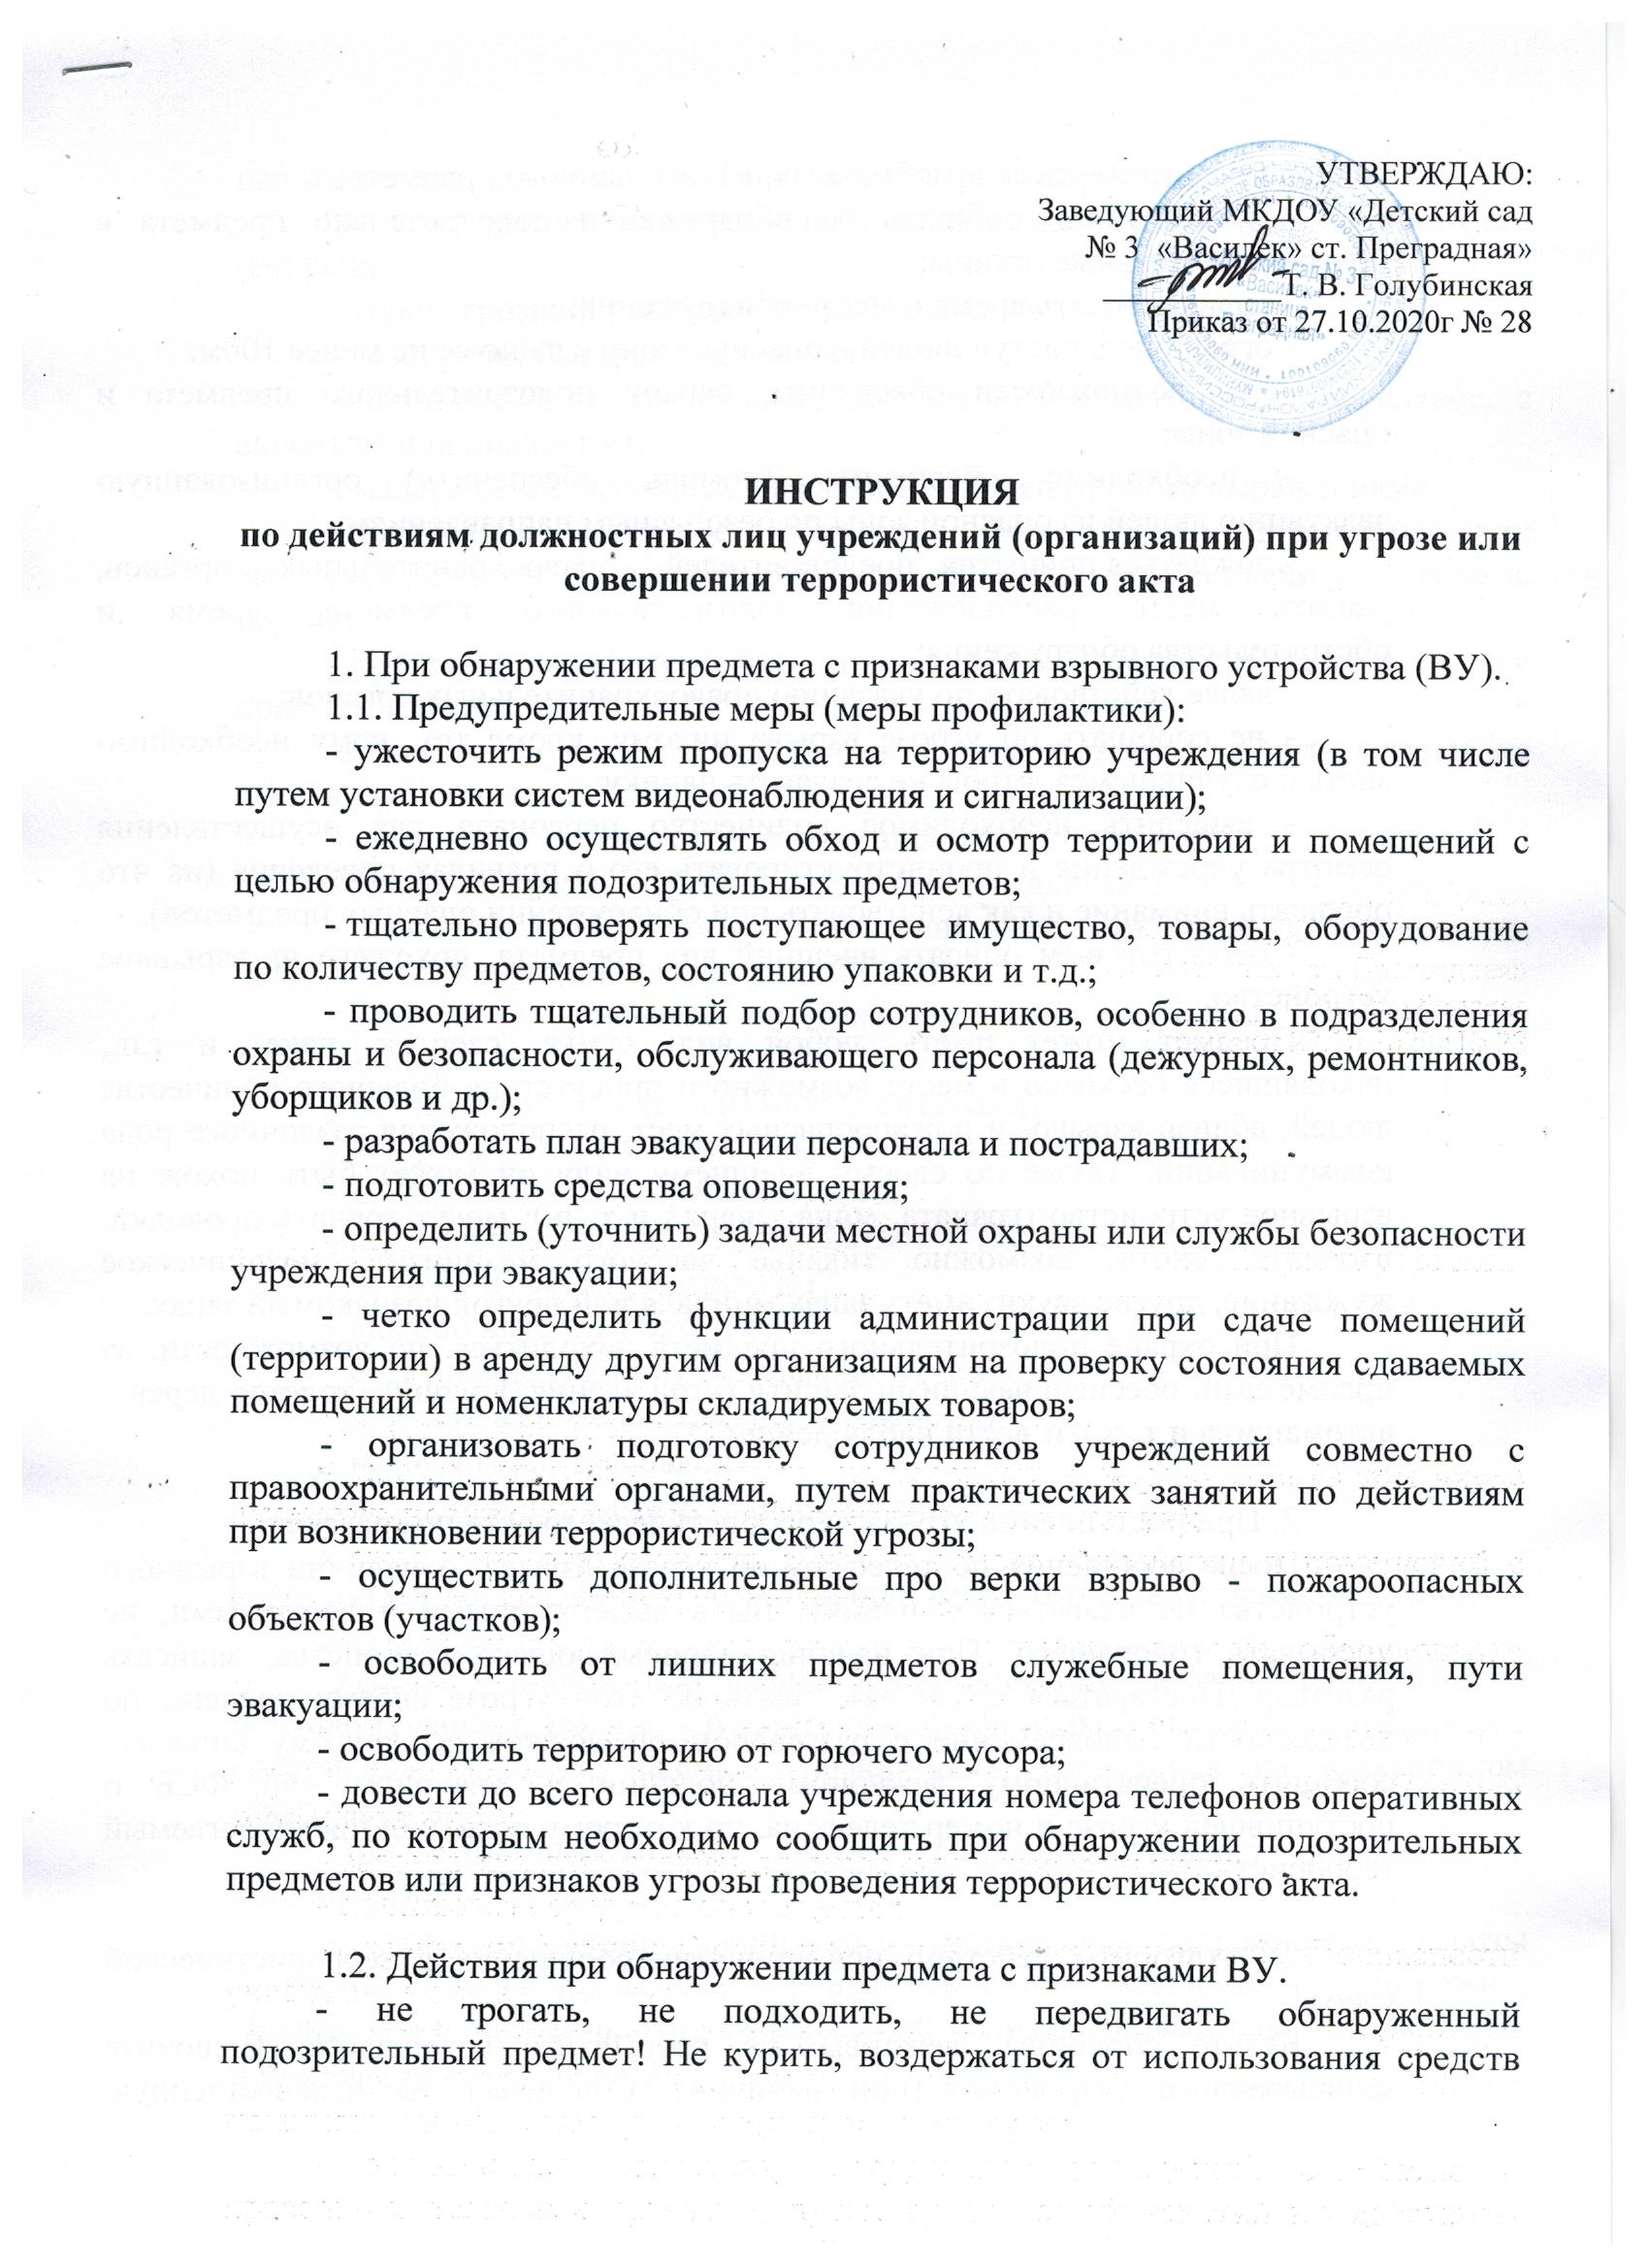 УТВЕРЖДАЮ:
Заведующий МКДОУ «Детский сад
№ 3 «Василек» ст. Преградная»
___________Т. В. Голубинская
Приказ от 27.10.2020г № 28
ИНСТРУКЦИЯ
по действиям должностных лиц учреждений (организаций) при угрозе или
совершении террористического акта
1. При обнаружении предмета с признаками взрывного устройства (ВУ).
1.1. Предупредительные меры (меры профилактики):
- ужесточить режим пропуска на территорию учреждения (в том числе
путем установки систем видеонаблюдения и сигнализации);
- ежедневно осуществлять обход и осмотр территории и помещений с
целью обнаружения подозрительных предметов;
- тщательно проверять поступающее имущество, товары, оборудование
по количеству предметов, состоянию упаковки и т.д.;
- проводить тщательный подбор сотрудников, особенно в подразделения
охраны и безопасности, обслуживающего персонала (дежурных, ремонтников,
уборщиков и др.);
- разработать план эвакуации персонала и пострадавших;
- подготовить средства оповещения;
- определить (уточнить) задачи местной охраны или службы безопасности
учреждения при эвакуации;
- четко определить функции администрации при сдаче помещений
(территории) в аренду другим организациям на проверку состояния сдаваемых
помещений и номенклатуры складируемых товаров;
- организовать подготовку сотрудников учреждений совместно с
правоохранительными органами, путем практических занятий по действиям
при возникновении террористической угрозы;
- осуществить дополнительные про верки взрыво - пожароопасных
объектов (участков);
- освободить от лишних предметов служебные помещения, пути
эвакуации;
- освободить территорию от горючего мусора;
- довести до всего персонала учреждения номера телефонов оперативных
служб, по которым необходимо сообщить при обнаружении подозрительных
предметов или признаков угрозы проведения террористического акта.
1.2. Действия при обнаружении предмета с признаками ВУ.
- не трогать, не подходить, не передвигать обнаруженный
подозрительный предмет! Не курить, воздержаться от использования средств